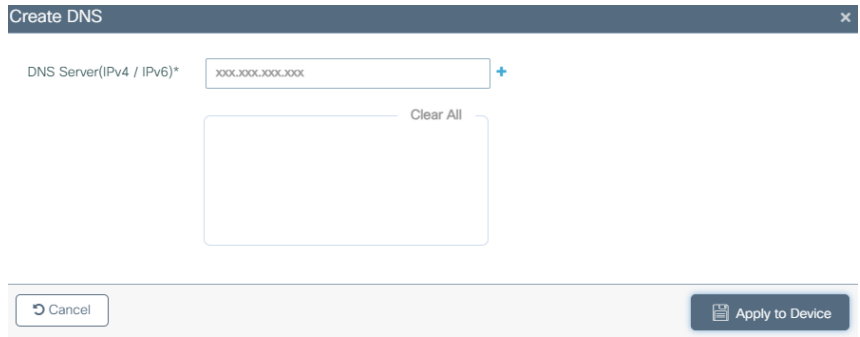 Create DNS
DNS Server(IPv4 / IPv6)* xxx.xxx.xxx.xxx
Clear All
Cancel Apply to Device